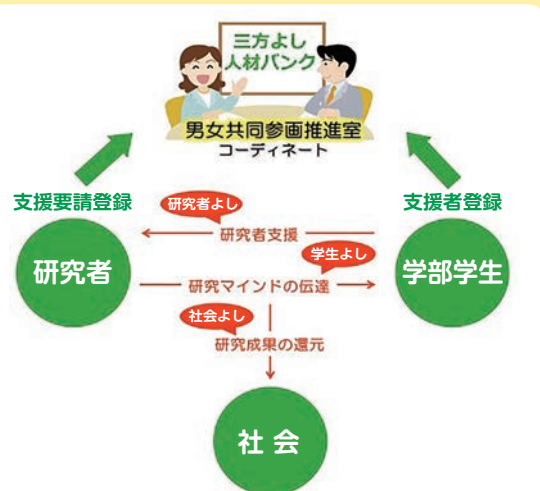 三方よし
人材バンク
男女共同参画推進室
コーディネート
支援要請登録
支援者登録
研究者よし
研究者支援
学生よし
研究者
学部学生
研究マインドの伝達
社会よし
研究成果の還元
社会